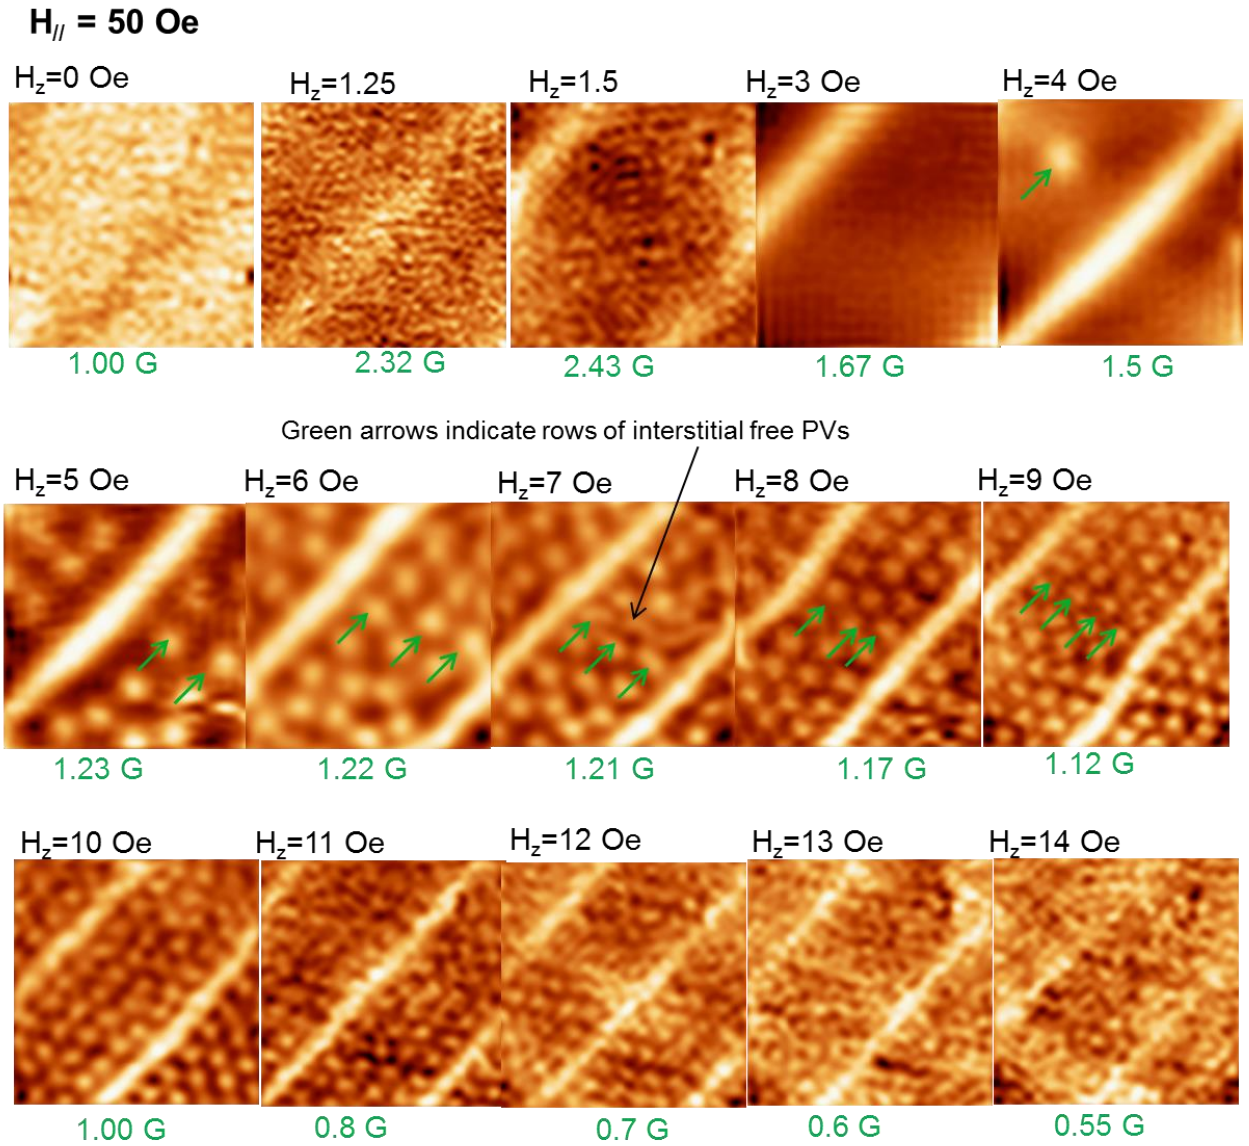 H// = 50 Oe
Hz=0 Oe Hz=1.25 Hz=1.5 Hz=3 Oe Hz=4 Oe
1.00 G 2.32 G 2.43 G 1.67 G 1.5 G
Green arrows indicate rows of interstitial free PVs
Hz=5 Oe Hz=6 Oe Hz=7 Oe Hz=8 Oe Hz=9 Oe
1.23 G 1.22 G 1.21 G 1.17 G 1.12 G
Hz=10 Oe Hz=11 Oe Hz=12 Oe Hz=13 Oe Hz=14 Oe
1.00 G 0.8 G 0.7 G 0.6 G 0.55 G